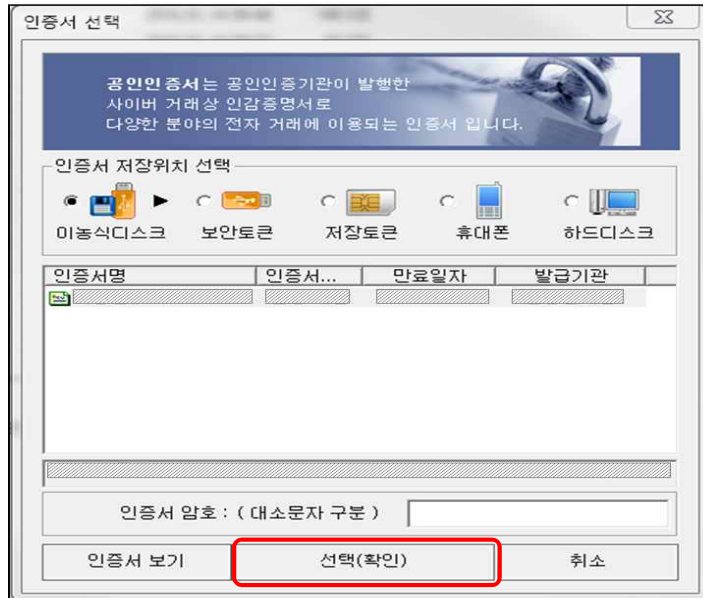 인증서 선택
공인인증서는 공인인증기관이 발행한
사이버 거래상 인감증명서로
다양한 분야의 전자 거래에 이용되는 인증서 입니다.
인증서 저장위치 선택
이동식디스크 보안토큰 저장토큰 휴대폰 하드디스크
인증서명 인증서... 만료일자 발급기관
인증서 암호 : ( 대소문자 구분 )
인증서 보기 선택(확인) 취소